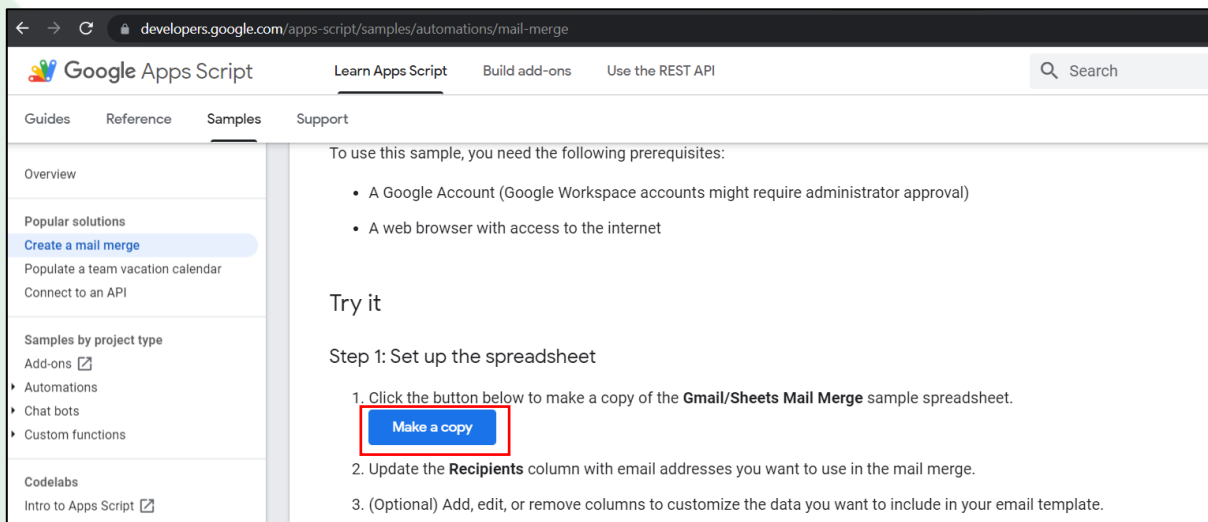 developers.google.com/apps-script/samples/automations/mail-merge
Google Apps Script
Learn Apps Script
Build add-ons
Use the REST API
Search
Guides
Reference
Samples
Support
Overview
Popular solutions
Create a mail merge
Populate a team vacation calendar
Connect to an API
Samples by project type
Add-ons
Automations
Chat bots
Custom functions
Codelabs
Intro to Apps Script
To use this sample, you need the following prerequisites:
• A Google Account (Google Workspace accounts might require administrator approval)
• A web browser with access to the internet
Try it
Step 1: Set up the spreadsheet
1. Click the button below to make a copy of the Gmail/Sheets Mail Merge sample spreadsheet.
Make a copy
2. Update the Recipients column with email addresses you want to use in the mail merge.
3. (Optional) Add, edit, or remove columns to customize the data you want to include in your email template.